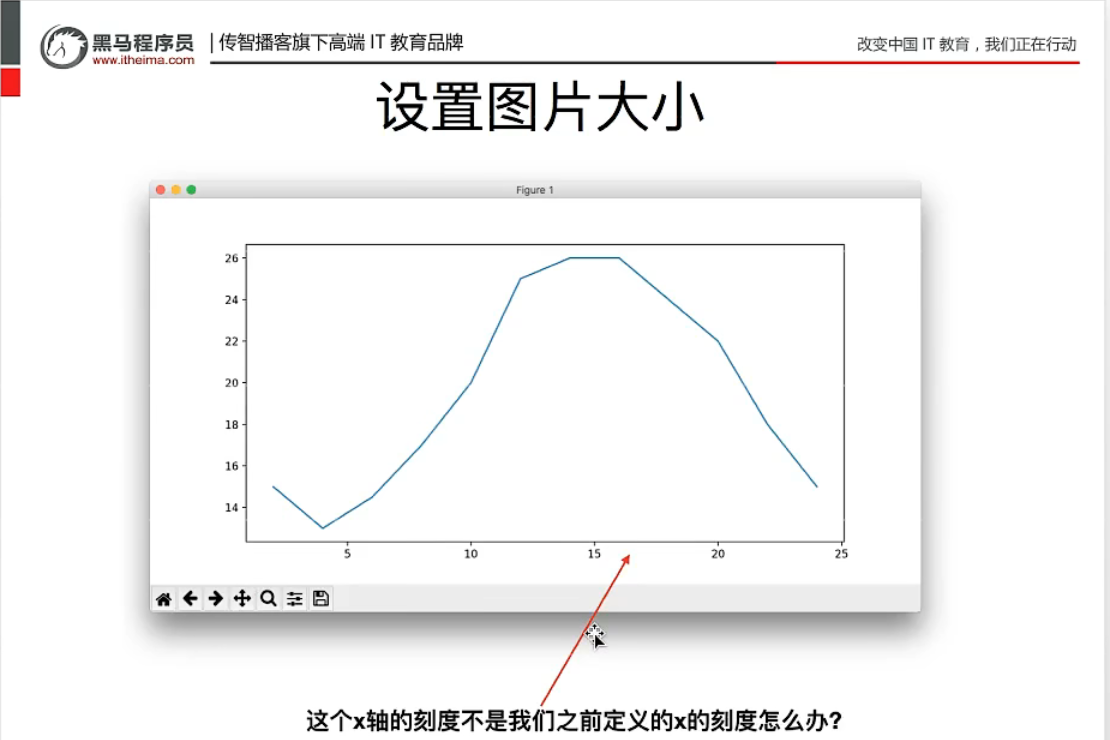 黑马程序员
www.itheima.com
传智播客旗下高端 IT 教育品牌
改变中国 IT 教育，我们正在行动
设置图片大小
Figure 1
26
24
22
20
18
16
14
5 10 15 20 25
这个x轴的刻度不是我们之前定义的x的刻度怎么办?